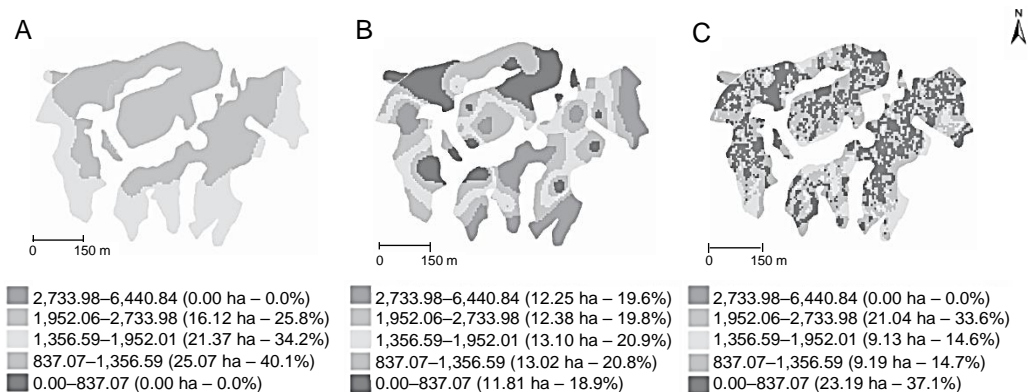 A
B
C
N
0 150 m
0 150 m
0 150 m
2,733.98–6,440.84 (0.00 ha – 0.0%)
1,952.06–2,733.98 (16.12 ha – 25.8%)
1,356.59–1,952.01 (21.37 ha – 34.2%)
837.07–1,356.59 (25.07 ha – 40.1%)
0.00–837.07 (0.00 ha – 0.0%)
2,733.98–6,440.84 (12.25 ha – 19.6%)
1,952.06–2,733.98 (12.38 ha – 19.8%)
1,356.59–1,952.01 (13.10 ha – 20.9%)
837.07–1,356.59 (13.02 ha – 20.8%)
0.00–837.07 (11.81 ha – 18.9%)
2,733.98–6,440.84 (0.00 ha – 0.0%)
1,952.06–2,733.98 (21.04 ha – 33.6%)
1,356.59–1,952.01 (9.13 ha – 14.6%)
837.07–1,356.59 (9.19 ha – 14.7%)
0.00–837.07 (23.19 ha – 37.1%)